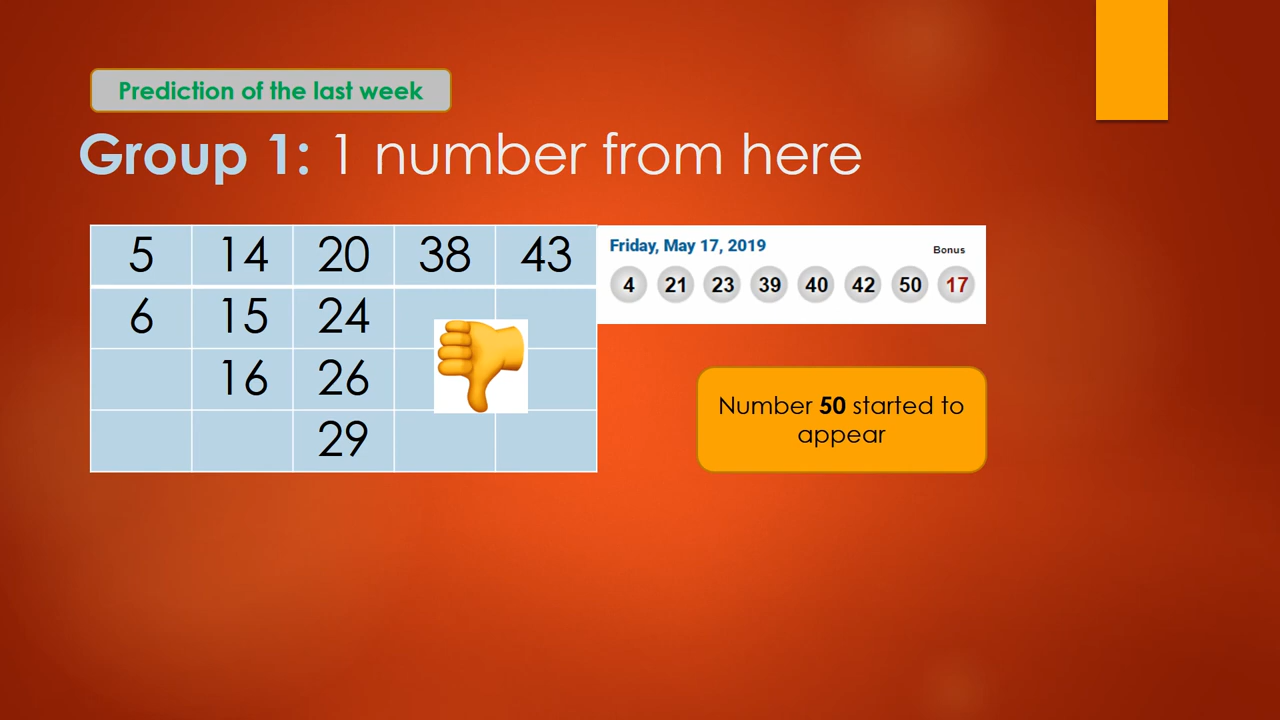 Prediction of the last week
Group 1: 1 number from here
5 14 20 38 43
6 15 24
16 26
29
Friday, May 17, 2019
Bonus
4 21 23 39 40 42 50 17
Number 50 started to
appear